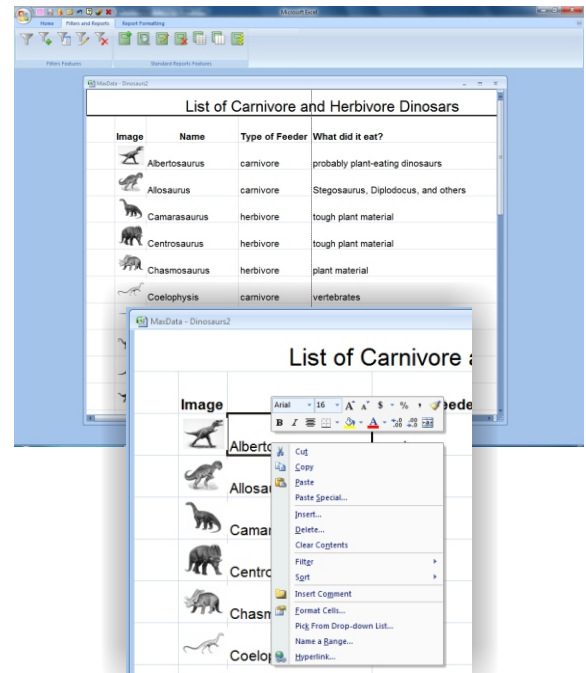 Microsoft Excel
Home Filters and Reports Report Formatting
Filters Features Standard Reports Features
MaxData - Dinosaurs2
List of Carnivore and Herbivore Dinosars
Image Name Type of Feeder What did it eat?
Albertosaurus carnivore probably plant-eating dinosaurs
Allosaurus carnivore Stegosaurus, Diplodocus, and others
Camarasaurus herbivore tough plant material
Centrosaurus herbivore tough plant material
Chasmosaurus herbivore plant material
Coelophysis carnivore vertebrates
MaxData - Dinosaurs2
List of Carnivore a
Image
Arial 16 A A $ % , eede
B I A .0 .00 .00 .0
Alberto
Allosau
Camar
Centro
Chasm
Coelop
Cut
Copy
Paste
Paste Special...
Insert...
Delete...
Clear Contents
Filter
Sort
Insert Comment
Format Cells...
Pick From Drop-down List...
Name a Range...
Hyperlink...